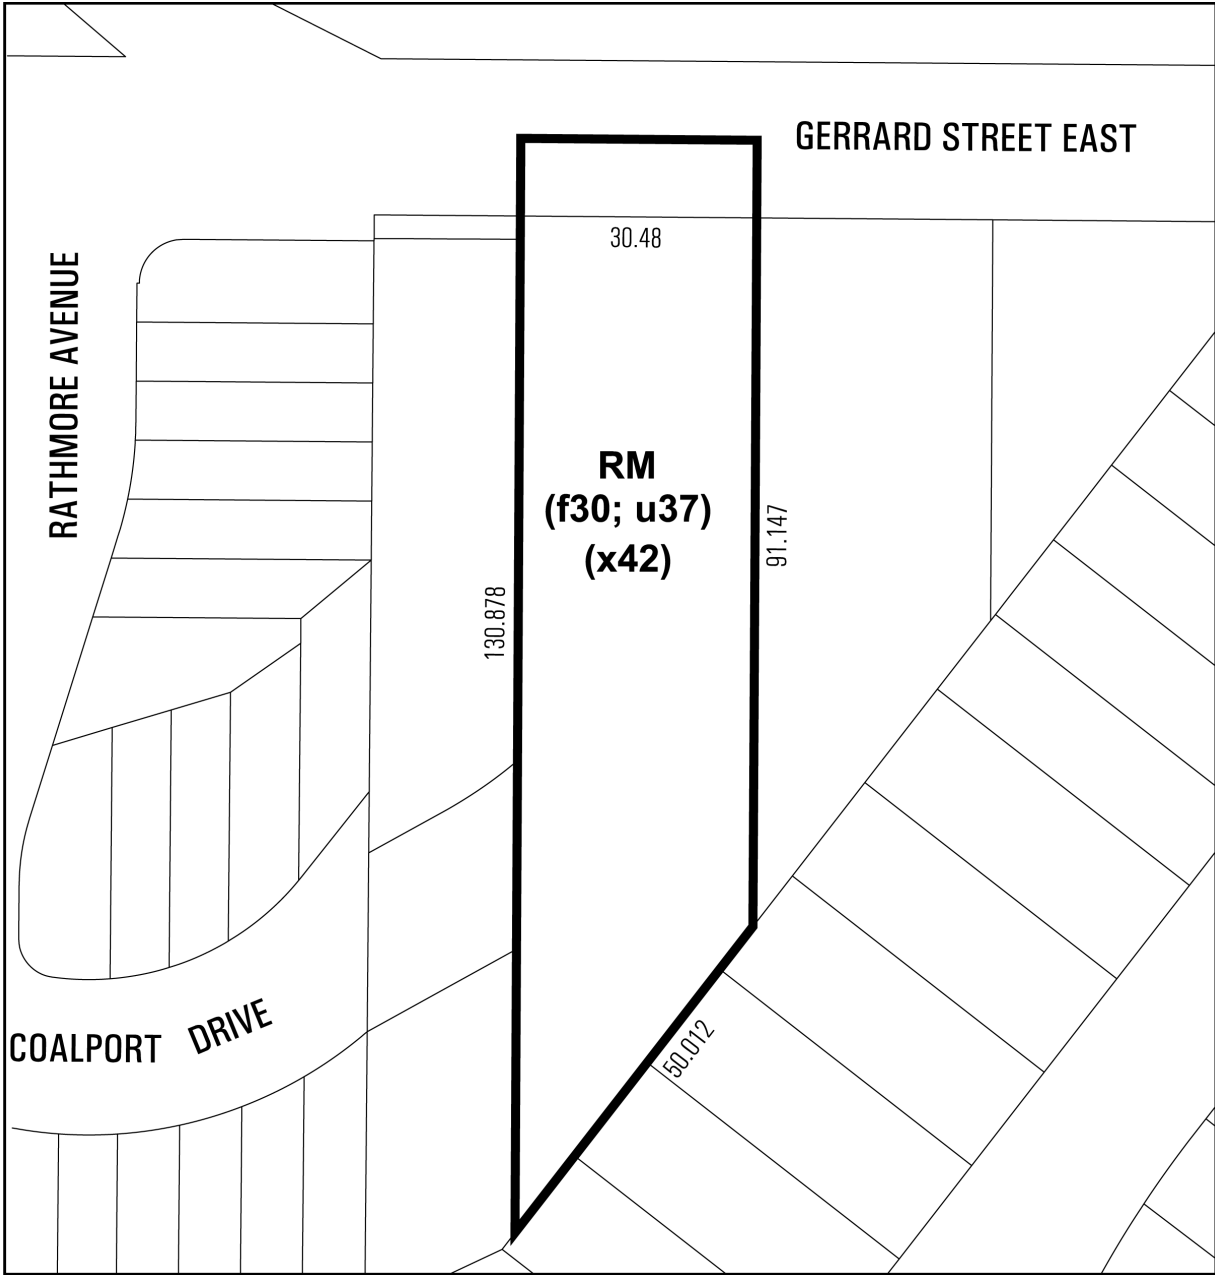 GERRARD STREET EAST
30.48
RATHMORE AVENUE
RM
(f30; u37)
(x42)
91.147
130.878
50.012
COALPORT DRIVE